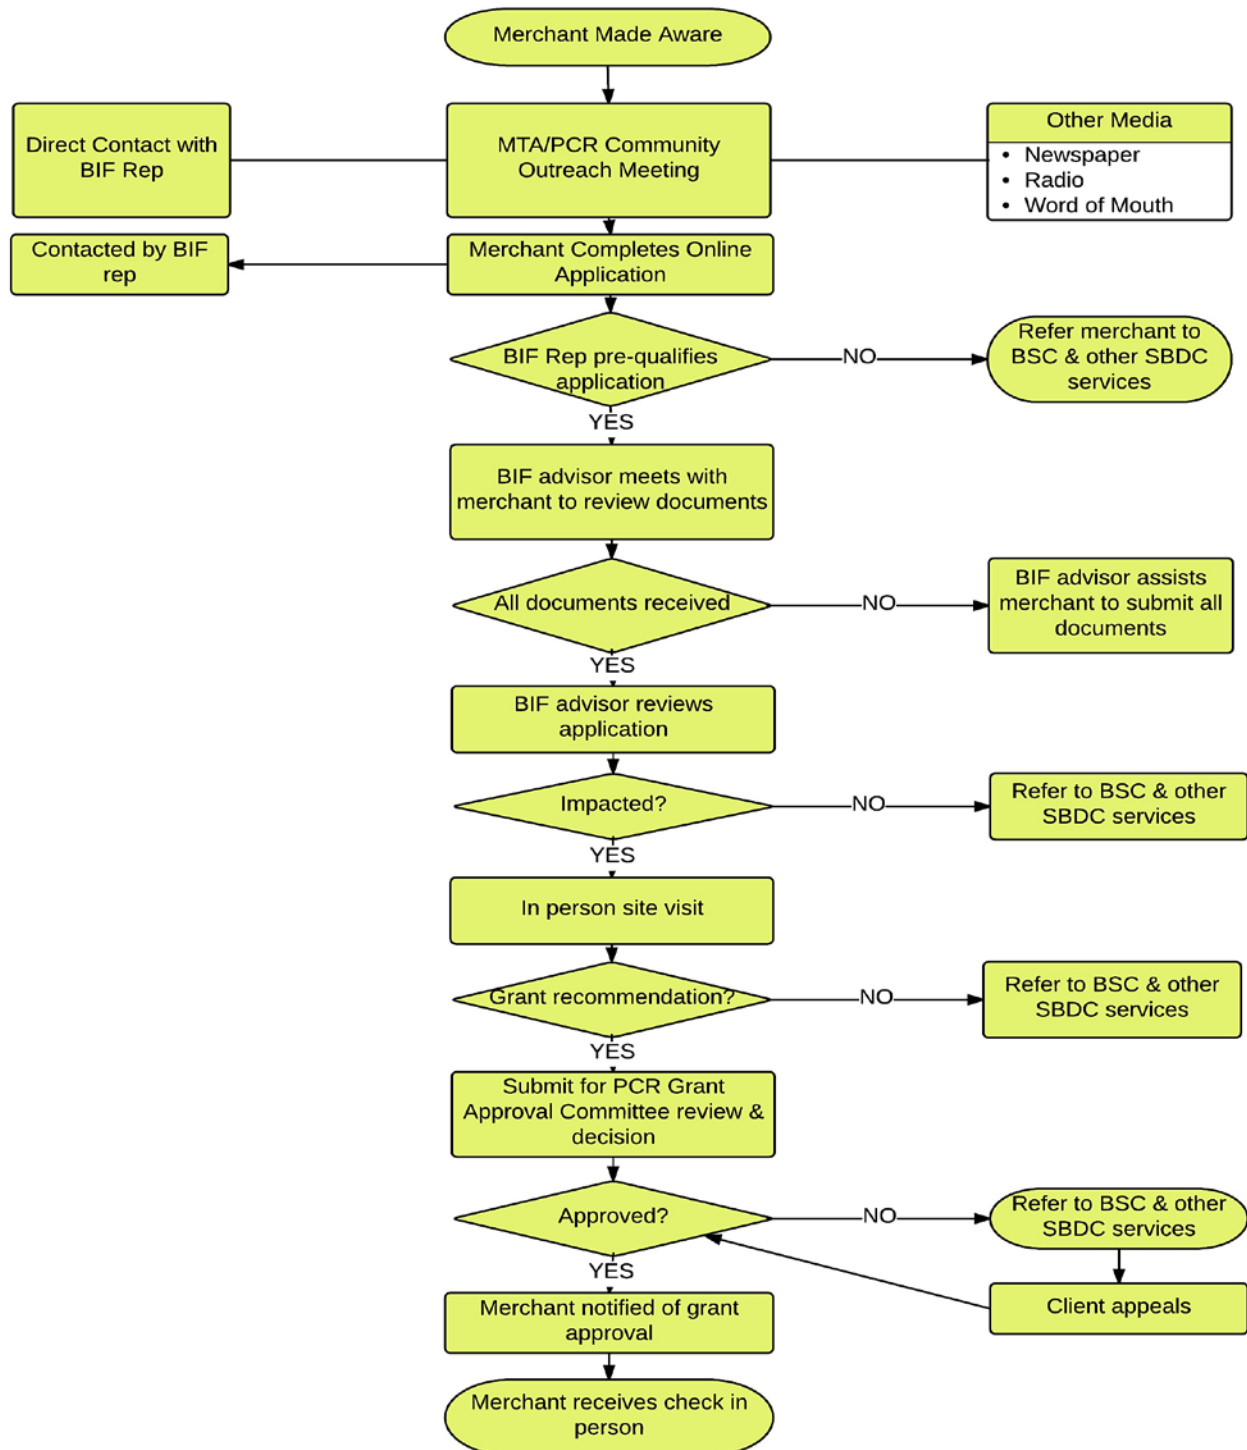 Merchant Made Aware
Direct Contact with
BIF Rep
MTA/PCR Community
Outreach Meeting
Other Media
• Newspaper
• Radio
• Word of Mouth
Contacted by BIF
rep
Merchant Completes Online
Application
BIF Rep pre-qualifies
application
NO
Refer merchant to
BSC & other SBDC
services
YES
BIF advisor meets with
merchant to review documents
All documents received
NO
BIF advisor assists
merchant to submit all
documents
YES
BIF advisor reviews
application
Impacted?
NO
Refer to BSC & other
SBDC services
YES
In person site visit
Grant recommendation?
NO
Refer to BSC & other
SBDC services
YES
Submit for PCR Grant
Approval Committee review &
decision
Approved?
NO
Refer to BSC & other
SBDC services
YES
Client appeals
Merchant notified of grant
approval
Merchant receives check in
person